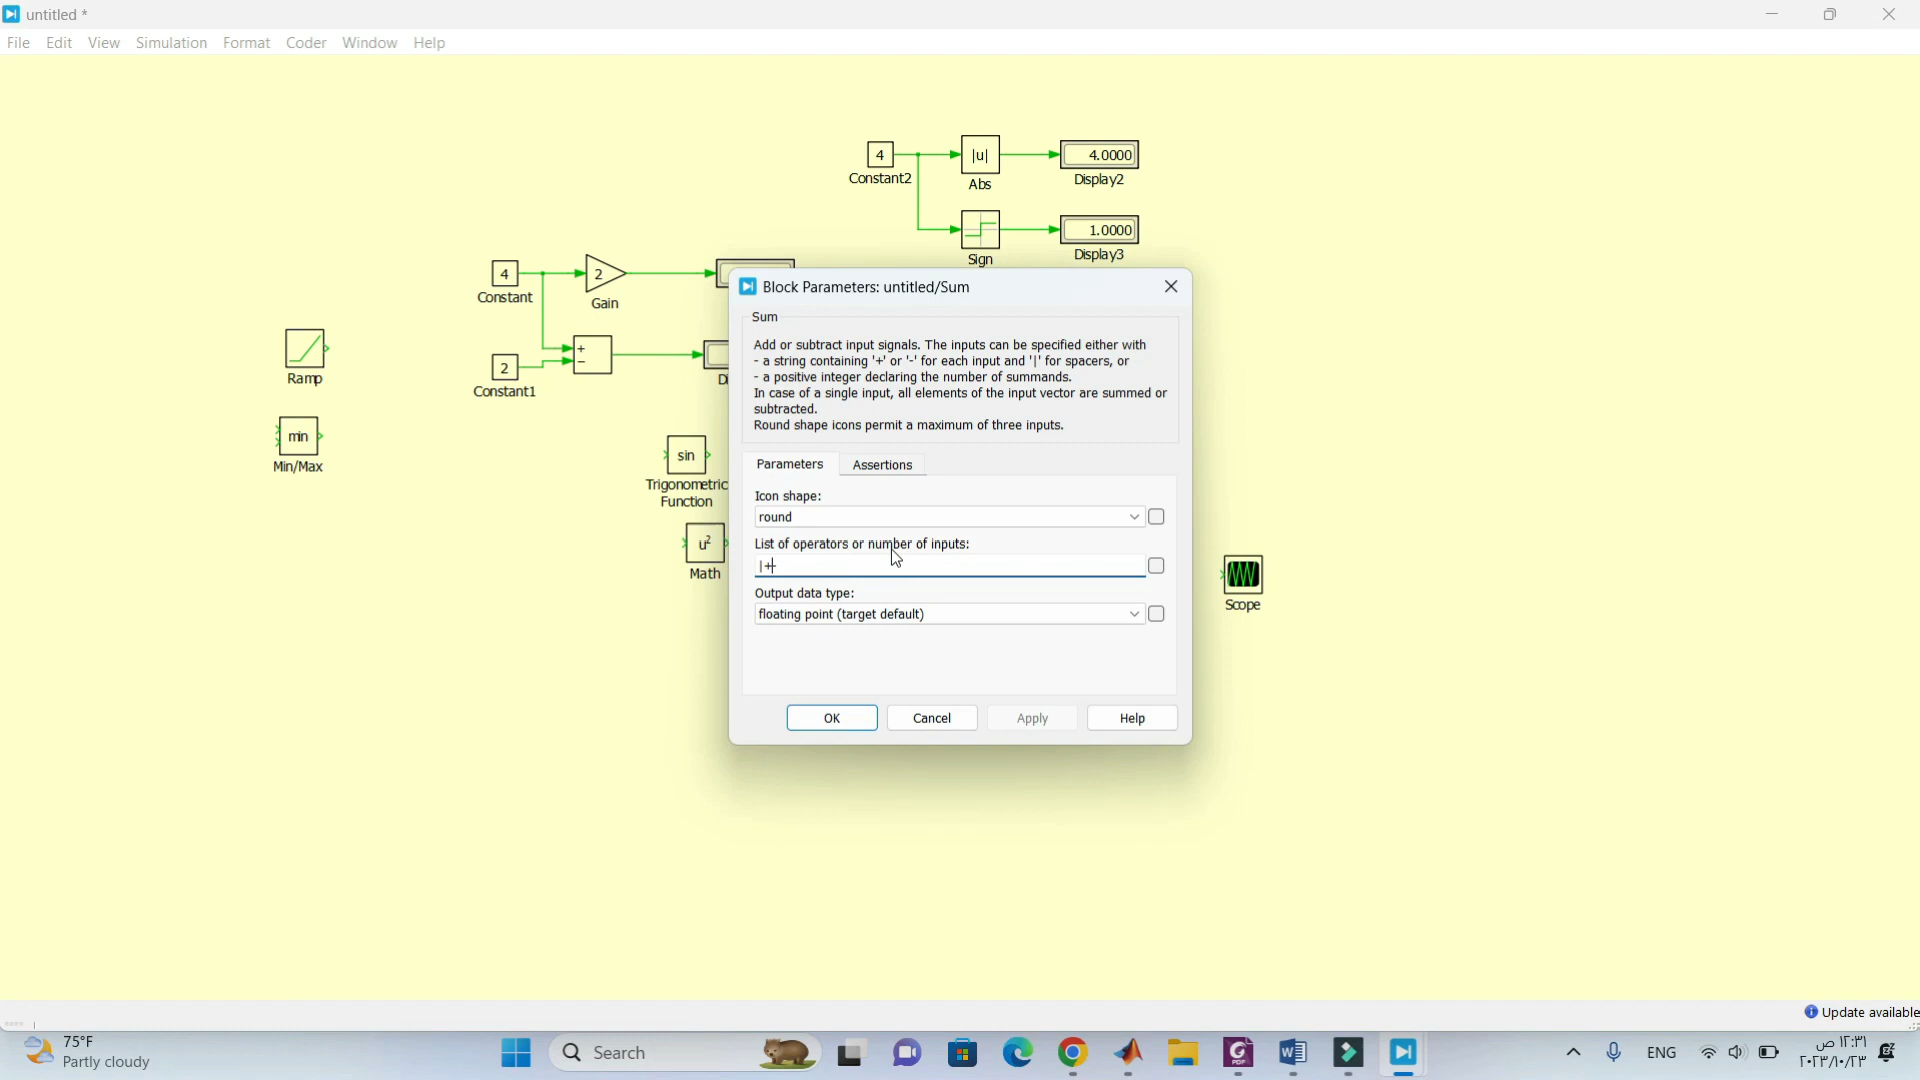 untitled *
File Edit View Simulation Format Coder Window Help
4
Constant2
|u|
Abs
4.0000
Display2
Sign
1.0000
Display3
4
Constant
2
Gain
2
Constant1
+
−
Di
Ramp
min
Min/Max
sin
Trigonometric
Function
u²
Math
Scope
Block Parameters: untitled/Sum
Sum
Add or subtract input signals. The inputs can be specified either with
- a string containing '+' or '-' for each input and '|' for spacers, or
- a positive integer declaring the number of summands.
In case of a single input, all elements of the input vector are summed or
subtracted.
Round shape icons permit a maximum of three inputs.
Parameters Assertions
Icon shape:
round
List of operators or number of inputs:
|+-
Output data type:
floating point (target default)
OK Cancel Apply Help
Update available
75°F
Partly cloudy
Search
ENG
١٢:٣١ ص
٢٠٢٣/١٠/٢٣